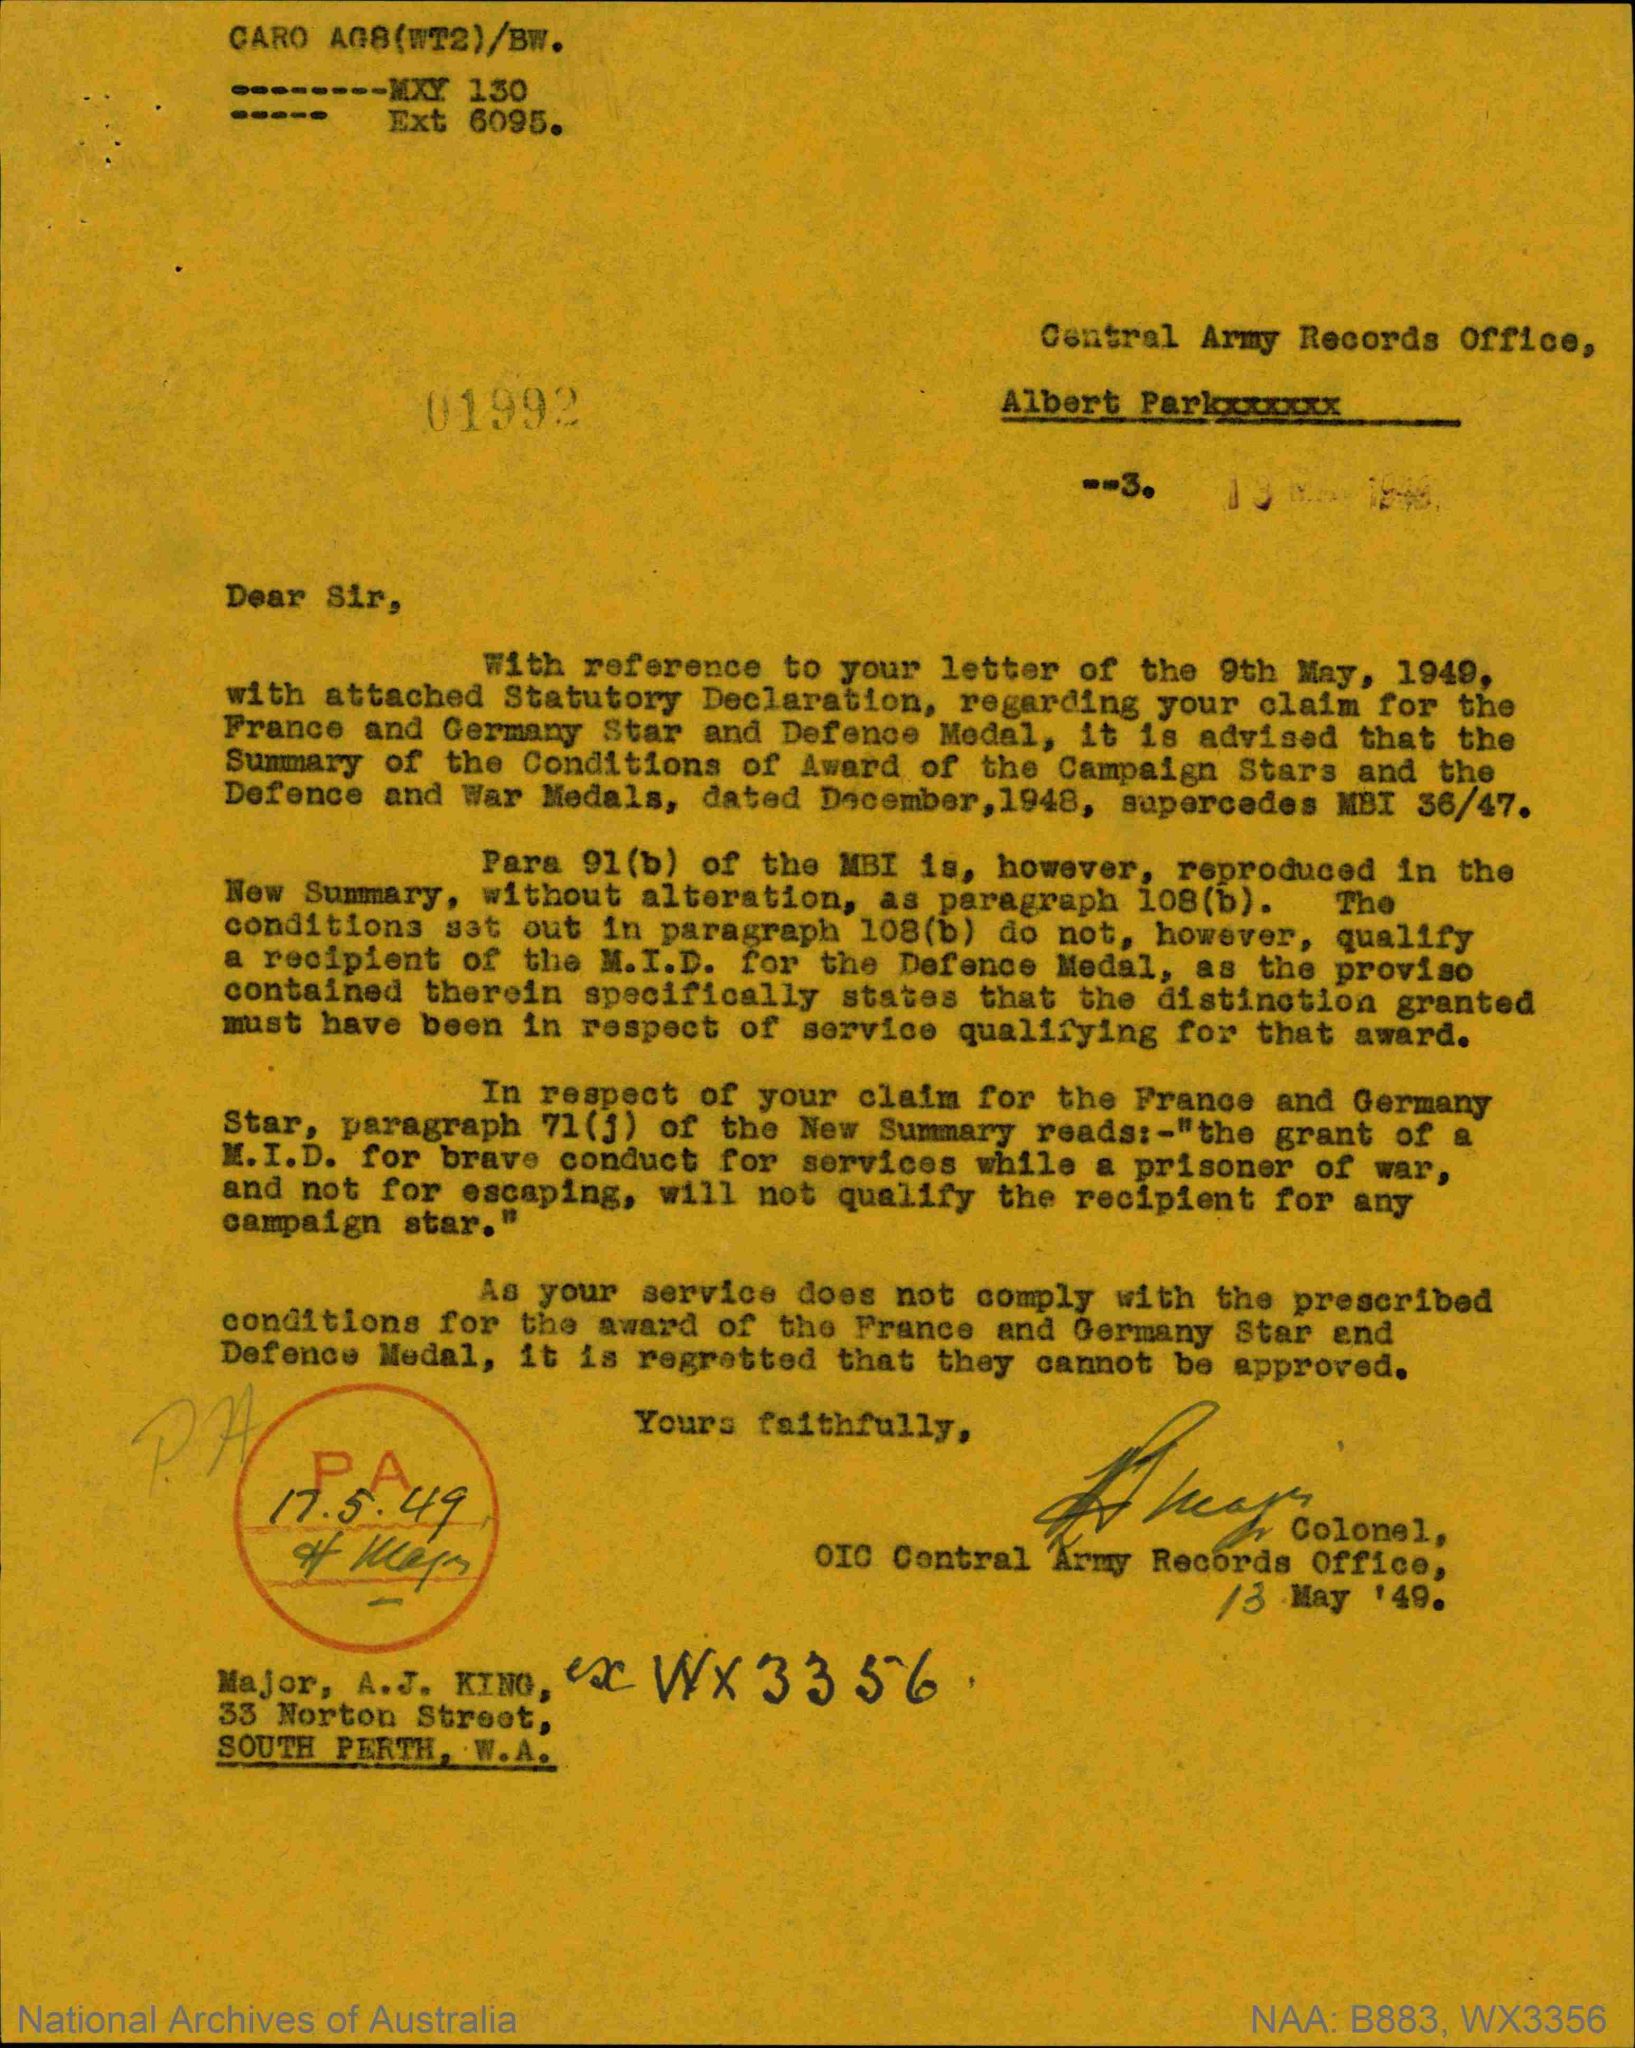 CARO AG8(WT2)/BW.
--------MXY 130
----- Ext 6095.
Central Army Records Office,
01992
Albert Parkxxxxxx
--3. 13 1949.
Dear Sir,
With reference to your letter of the 9th May, 1949,
with attached Statutory Declaration, regarding your claim for the
France and Germany Star and Defence Medal, it is advised that the
Summary of the Conditions of Award of the Campaign Stars and the
Defence and War Medals, dated December,1948, supercedes MBI 36/47.
Para 91(b) of the MBI is, however, reproduced in the
New Summary, without alteration, as paragraph 108(b). The
conditions set out in paragraph 108(b) do not, however, qualify
a recipient of the M.I.D. for the Defence Medal, as the proviso
contained therein specifically states that the distinction granted
must have been in respect of service qualifying for that award.
In respect of your claim for the France and Germany
Star, paragraph 71(j) of the New Summary reads:-"the grant of a
M.I.D. for brave conduct for services while a prisoner of war,
and not for escaping, will not qualify the recipient for any
campaign star."
As your service does not comply with the prescribed
conditions for the award of the France and Germany Star and
Defence Medal, it is regretted that they cannot be approved.
P.A
Yours faithfully,
PA
17.5.49
Major
Major
Colonel,
OIC Central Army Records Office,
13 May '49.
Major, A.J. KING, ex WX3356.
33 Norton Street,
SOUTH PERTH, W.A.
National Archives of Australia
NAA: B883, WX3356